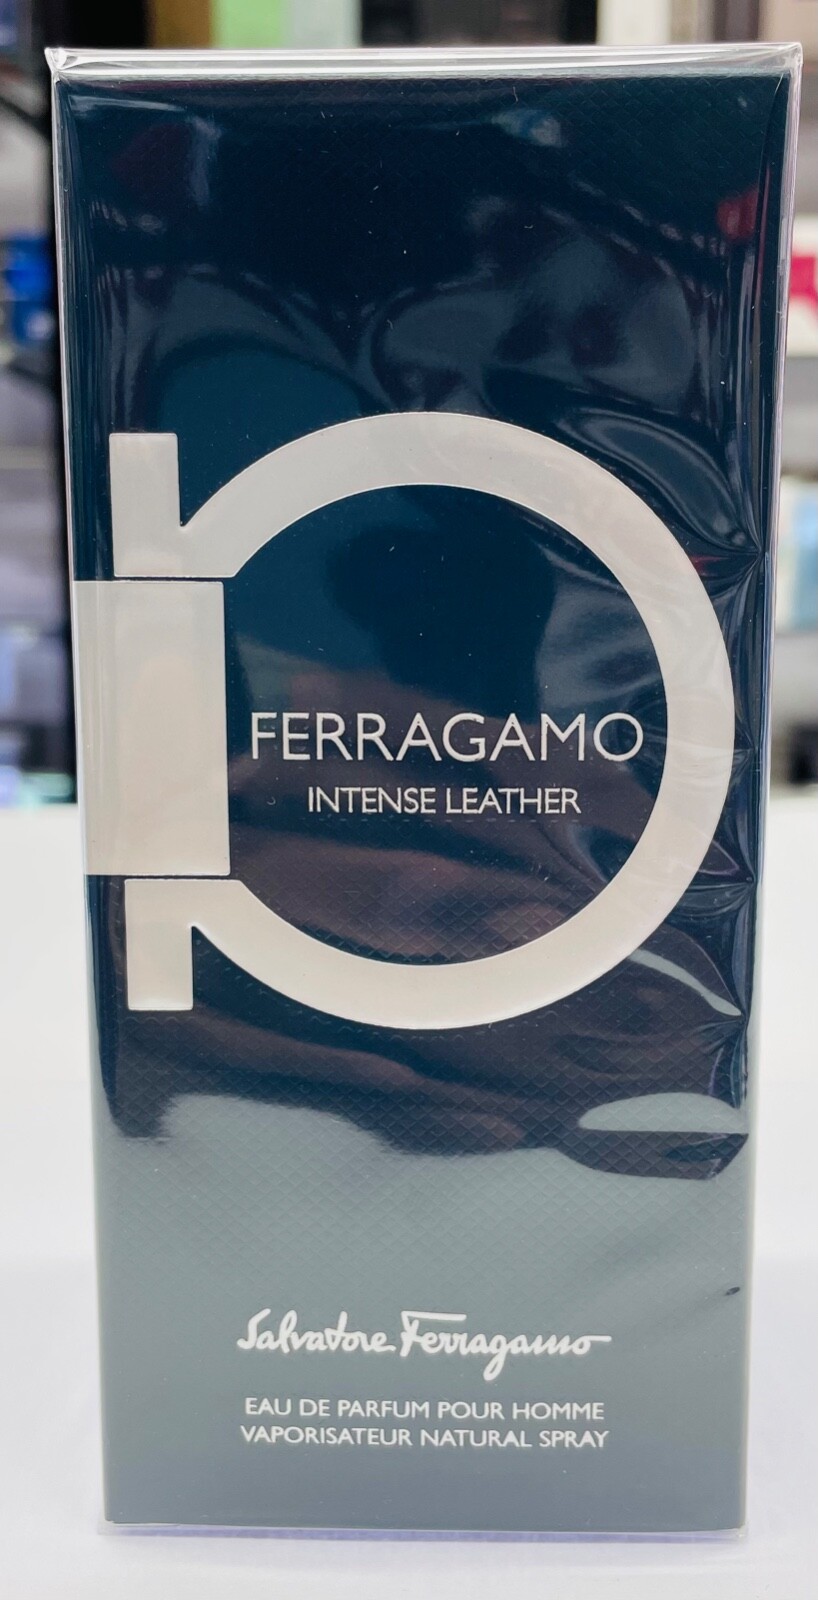 FERRAGAMO
INTENSE LEATHER
Salvatore Ferragamo
EAU DE PARFUM POUR HOMME
VAPORISATEUR NATURAL SPRAY